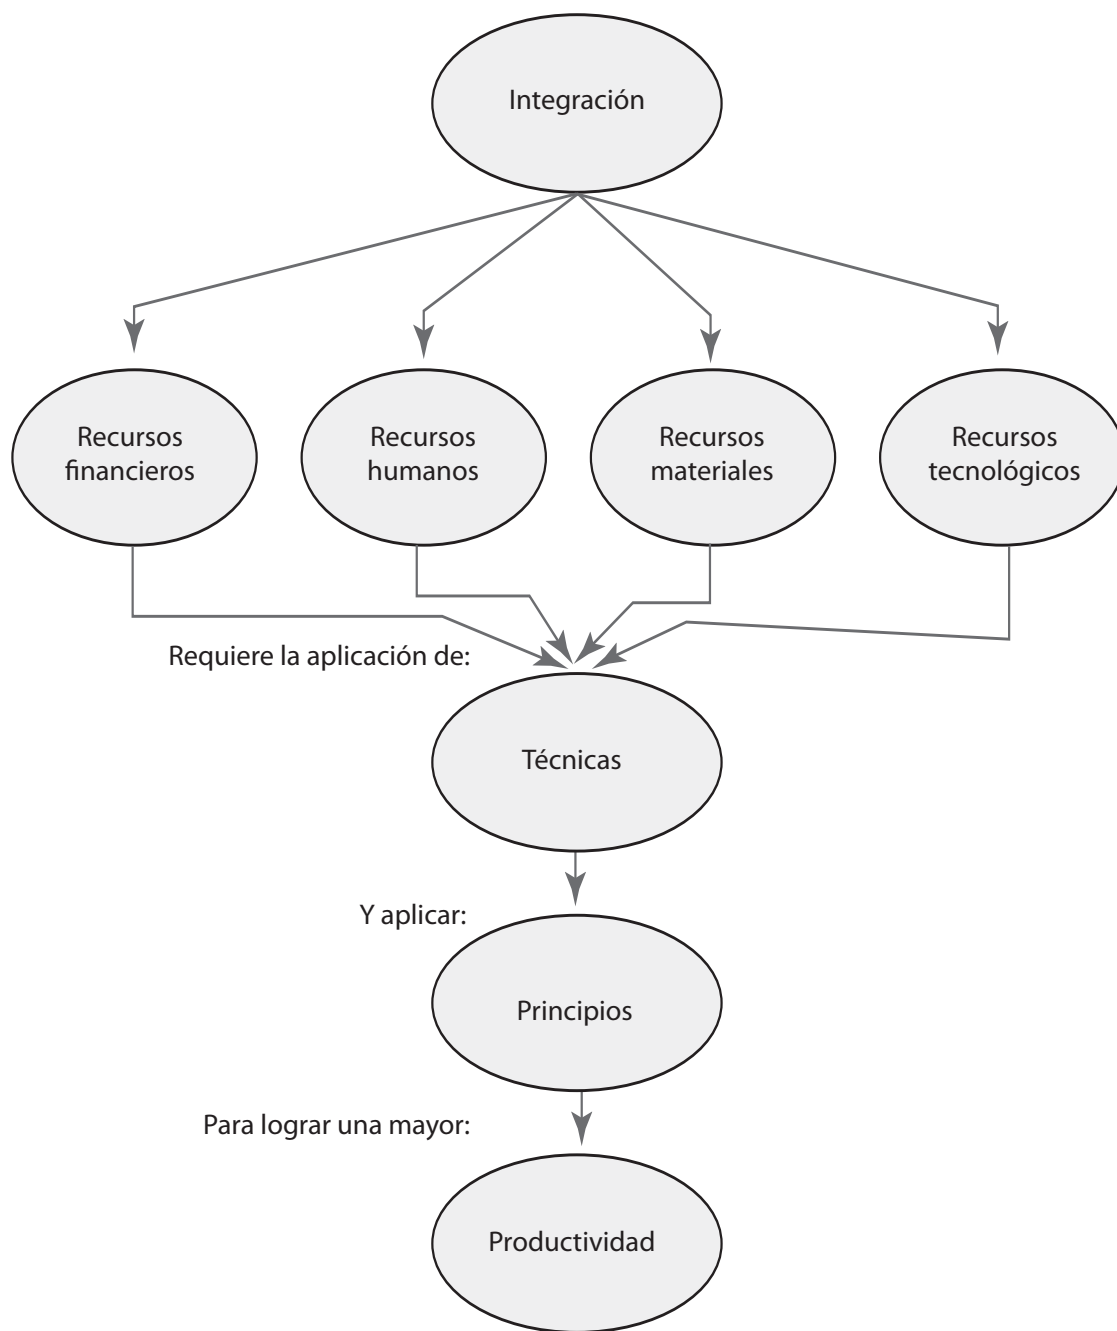 Integración
Recursos
financieros
Recursos
humanos
Recursos
materiales
Recursos
tecnológicos
Requiere la aplicación de:
Técnicas
Y aplicar:
Principios
Para lograr una mayor:
Productividad